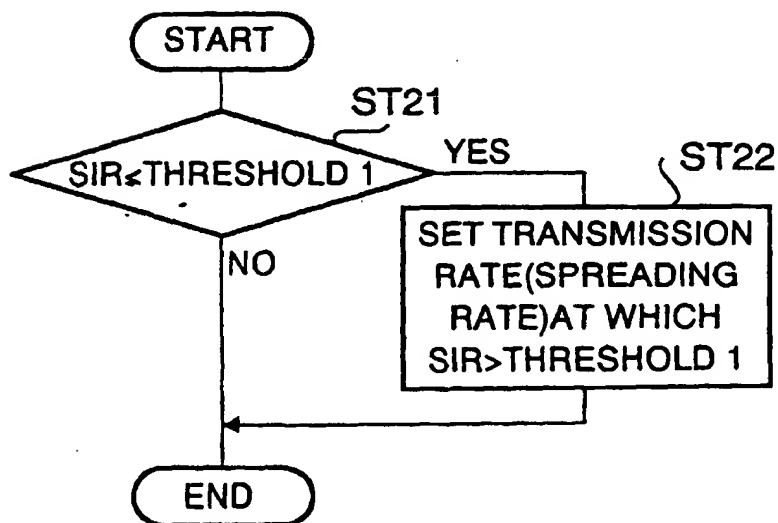 START
ST21
SIR≤THRESHOLD 1
YES
ST22
SET TRANSMISSION
RATE(SPREADING
RATE)AT WHICH
SIR>THRESHOLD 1
NO
END